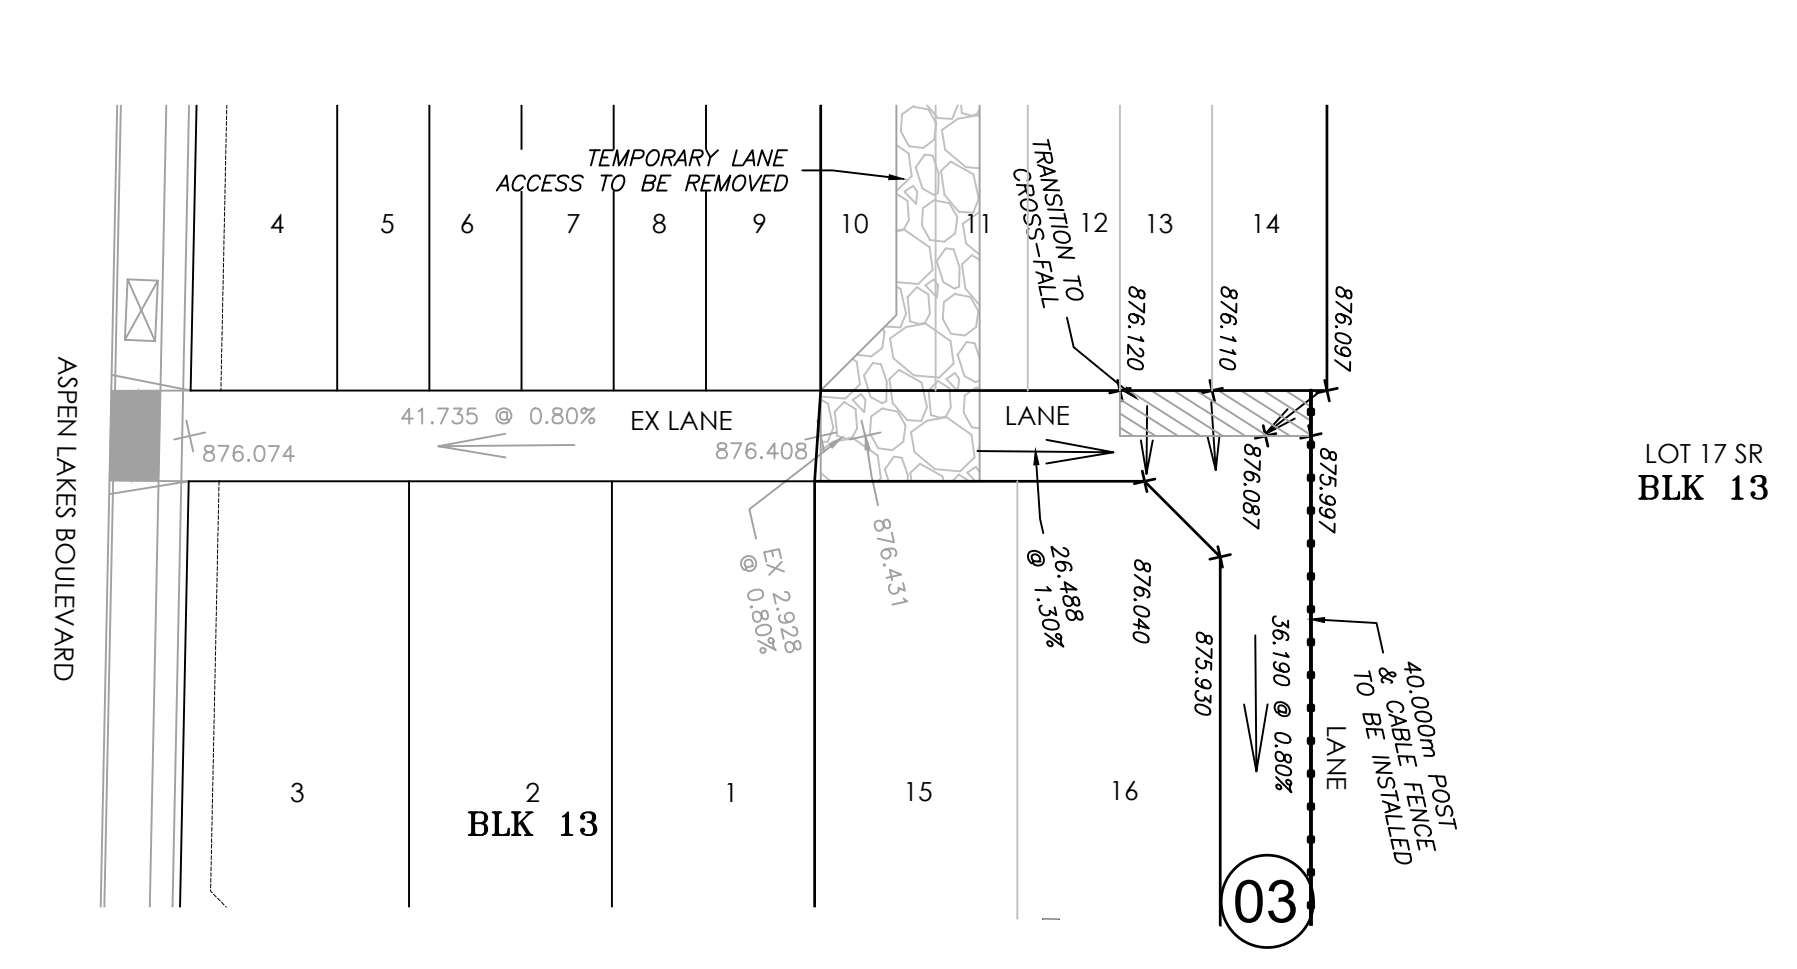 TEMPORARY LANE
ACCESS TO BE REMOVED
TRANSITION TO
CROSS-FALL
4
5
6
7
8
9
10
11
12
13
14
876.120
876.110
876.097
41.735 @ 0.80%
EX LANE
LANE
876.074
876.408
876.087
875.997
LOT 17 SR
BLK 13
ASPEN LAKES BOULEVARD
EX 2.928
@ 0.80%
876.431
26.488
@ 1.30%
876.040
875.930
36.190 @ 0.80%
LANE
40.000m POST
& CABLE FENCE
TO BE INSTALLED
3
2
1
15
16
BLK 13
03